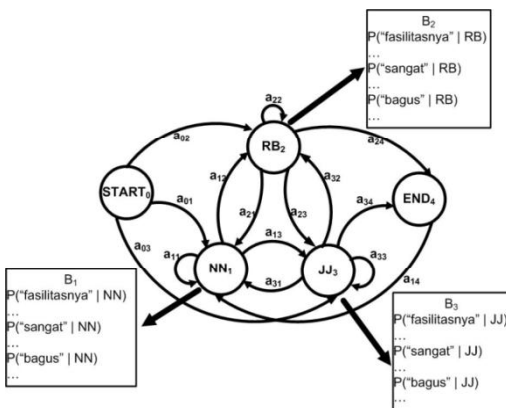 B₂
P(“fasilitasnya” | RB)
...
P(“sangat” | RB)
...
P(“bagus” | RB)
...
a₂₂
RB₂
a₀₂
a₂₄
a₁₂
a₃₂
START₀
END₄
a₀₁
a₂₁
a₂₃
a₃₄
a₀₃
a₁₁
a₁₃
a₃₃
NN₁
a₃₁
JJ₃
a₁₄
B₁
P(“fasilitasnya” | NN)
...
P(“sangat” | NN)
...
P(“bagus” | NN)
...
B₃
P(“fasilitasnya” | JJ)
...
P(“sangat” | JJ)
...
P(“bagus” | JJ)
...